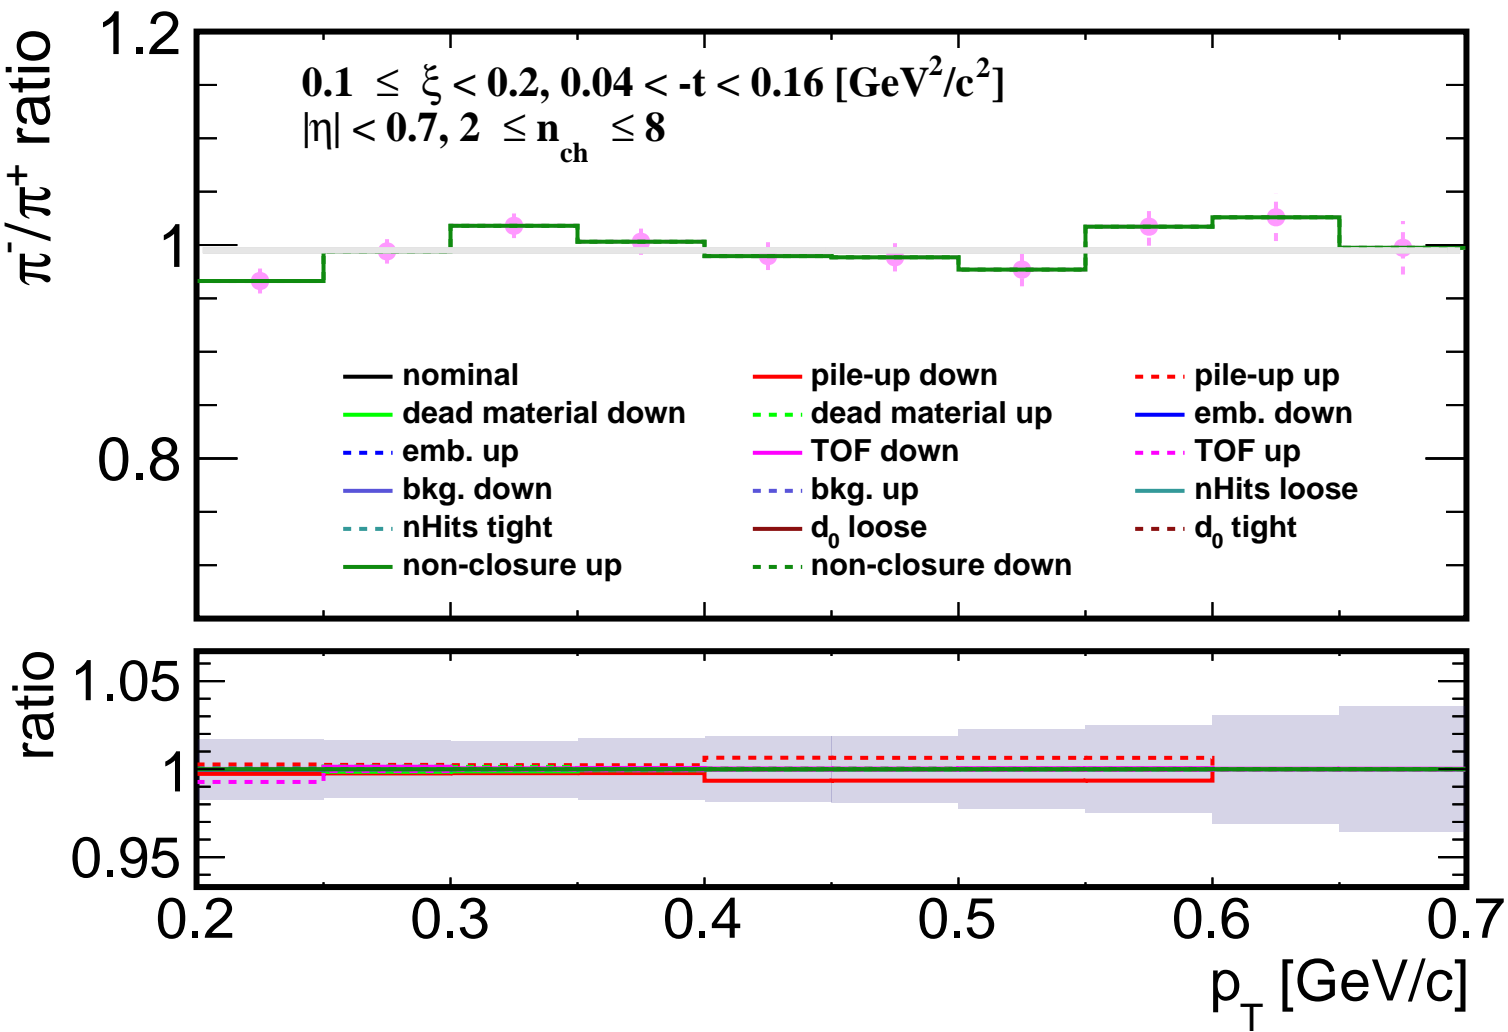 π⁻/π⁺ ratio
1.2
1
0.8
0.1 ≤ ξ < 0.2, 0.04 < -t < 0.16 [GeV²/c²]
|η| < 0.7, 2 ≤ n_ch ≤ 8
nominal
pile-up down
pile-up up
dead material down
dead material up
emb. down
emb. up
TOF down
TOF up
bkg. down
bkg. up
nHits loose
nHits tight
d₀ loose
d₀ tight
non-closure up
non-closure down
ratio
1.05
1
0.95
0.2 0.3 0.4 0.5 0.6 0.7
p_T [GeV/c]